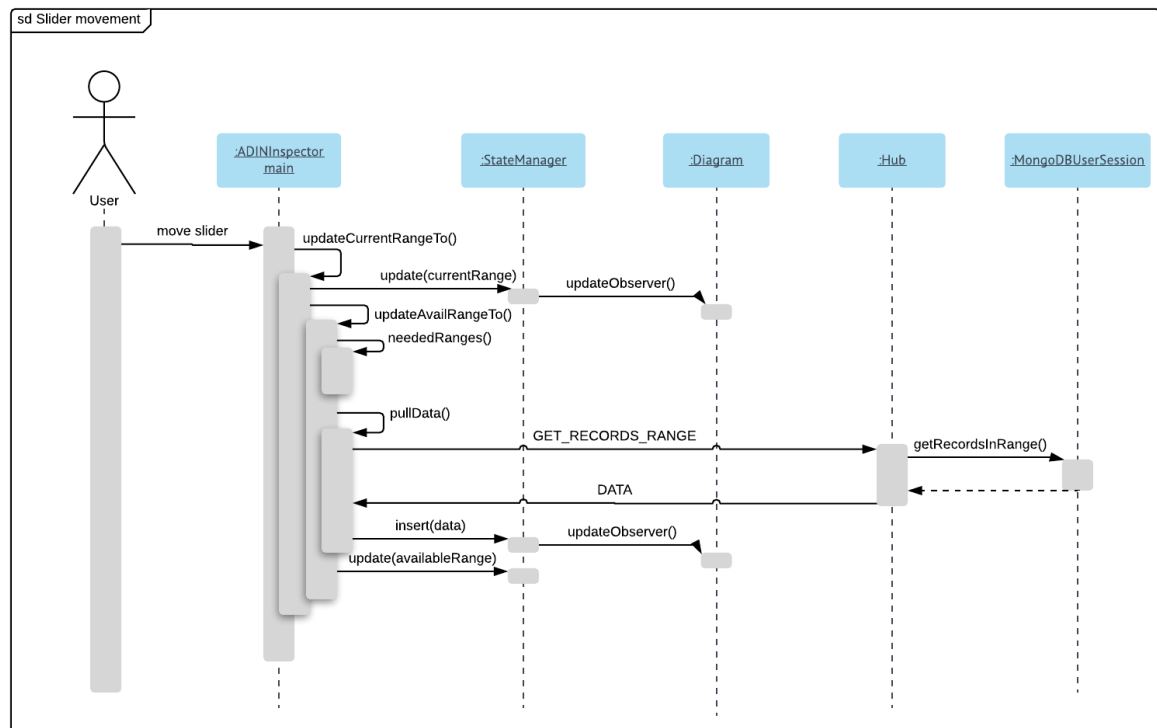 sd Slider movement
:ADINInspector
main
:StateManager
:Diagram
:Hub
:MongoDBUserSession
User
move slider
updateCurrentRangeTo()
update(currentRange)
updateObserver()
updateAvailRangeTo()
neededRanges()
pullData()
GET_RECORDS_RANGE
getRecordsInRange()
DATA
insert(data)
updateObserver()
update(availableRange)